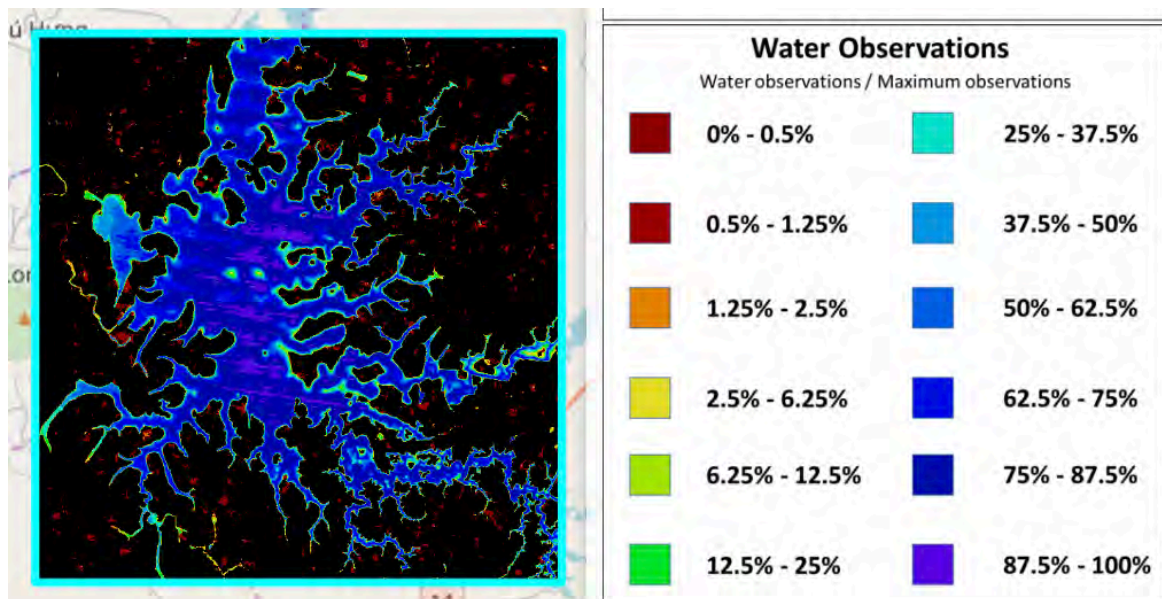 Water Observations
Water observations / Maximum observations
0% - 0.5%
25% - 37.5%
0.5% - 1.25%
37.5% - 50%
1.25% - 2.5%
50% - 62.5%
2.5% - 6.25%
62.5% - 75%
6.25% - 12.5%
75% - 87.5%
12.5% - 25%
87.5% - 100%